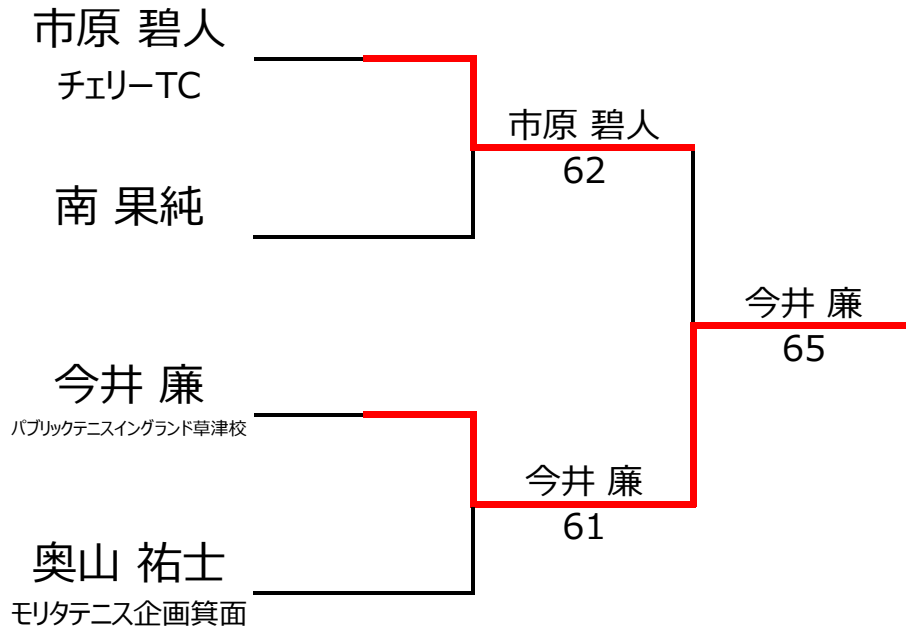 市原 碧人
チェリーTC
南 果純
今井 廉
パブリックテニスイングランド草津校
奥山 祐士
モリタテニス企画箕面
市原 碧人
62
今井 廉
61
今井 廉
65